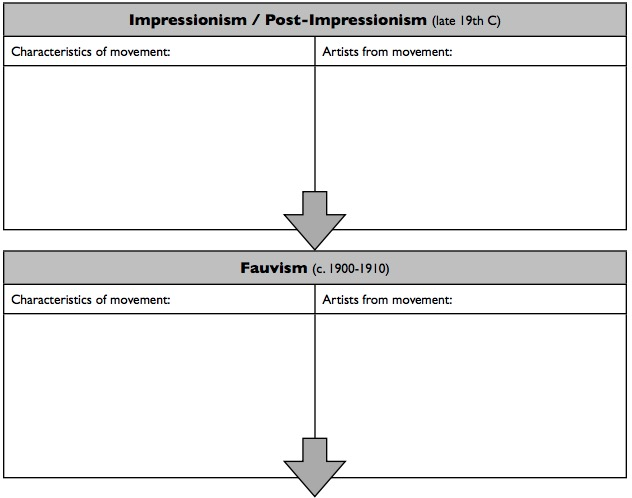 Impressionism / Post-Impressionism (late 19th C)
Characteristics of movement:
Artists from movement:
Fauvism (c. 1900-1910)
Characteristics of movement:
Artists from movement: